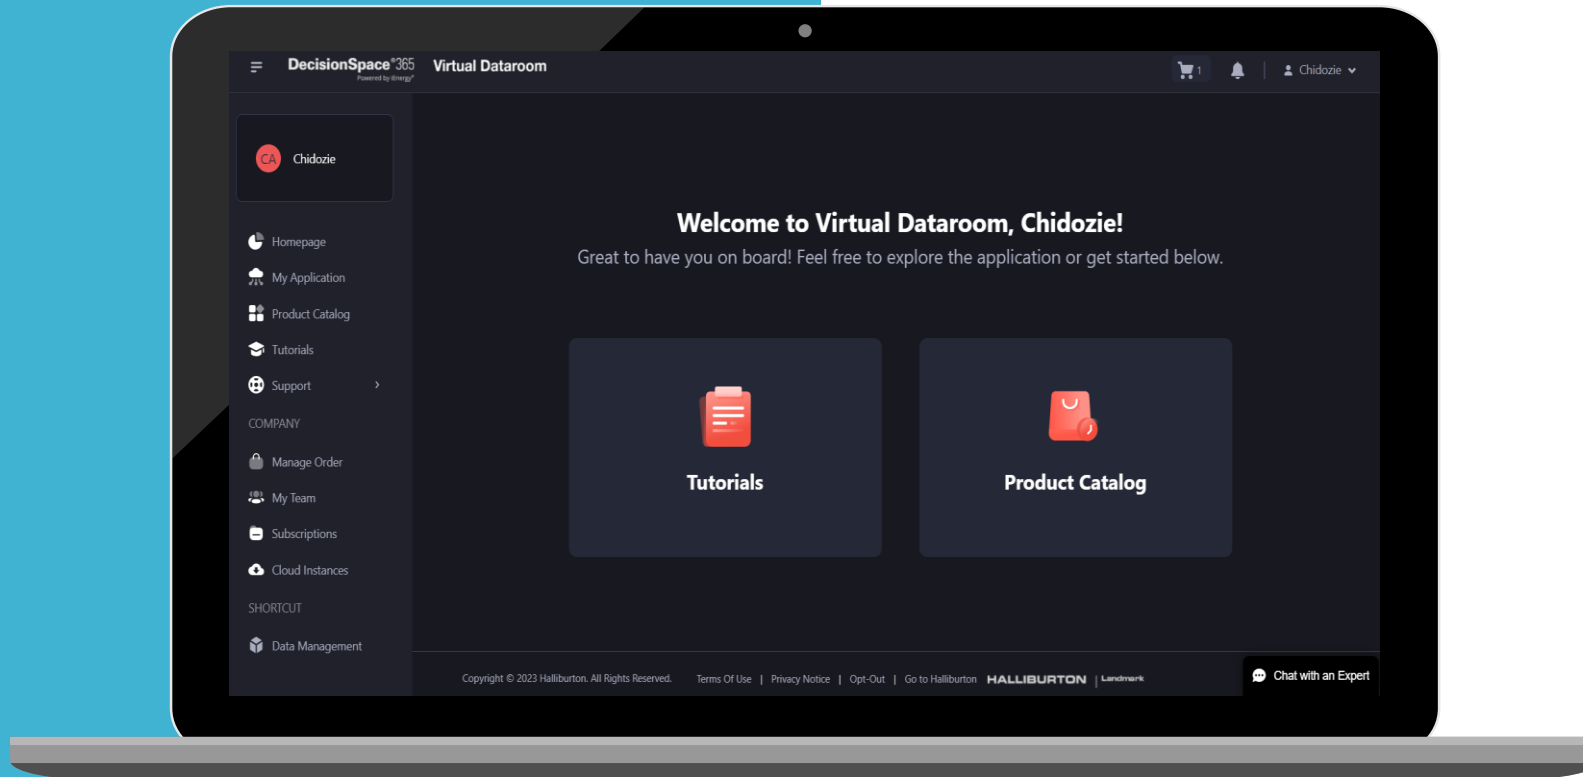 DecisionSpace®365 Virtual Dataroom 1 Chidozie
Powered by iEnergy®
CA Chidozie
Homepage
My Application
Product Catalog
Tutorials
Support
COMPANY
Manage Order
My Team
Subscriptions
Cloud Instances
SHORTCUT
Data Management
Welcome to Virtual Dataroom, Chidozie!
Great to have you on board! Feel free to explore the application or get started below.
Tutorials
Product Catalog
Copyright © 2023 Halliburton. All Rights Reserved. Terms Of Use | Privacy Notice | Opt-Out | Go to Halliburton HALLIBURTON | Landmark
Chat with an Expert